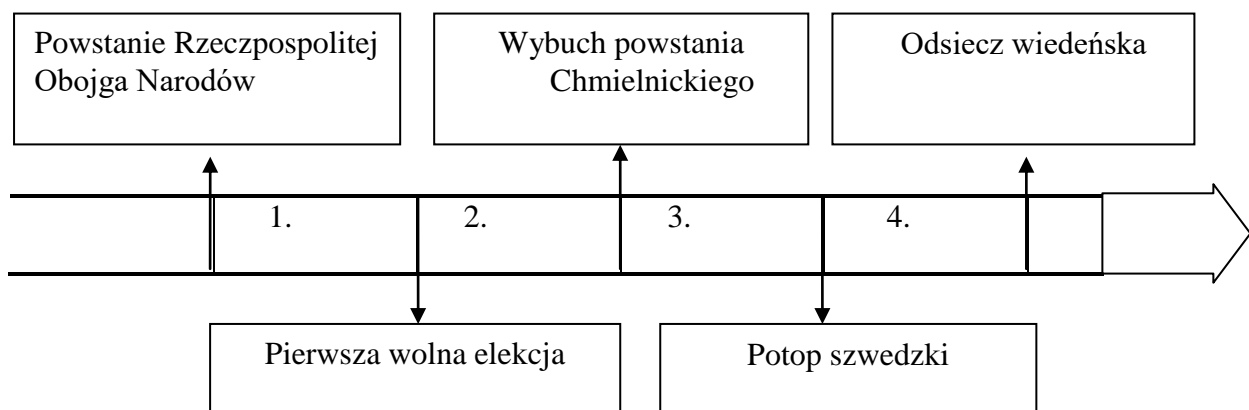 Powstanie Rzeczpospolitej
Obojga Narodów
Wybuch powstania
Chmielnickiego
Odsiecz wiedeńska
1.
2.
3.
4.
Pierwsza wolna elekcja
Potop szwedzki